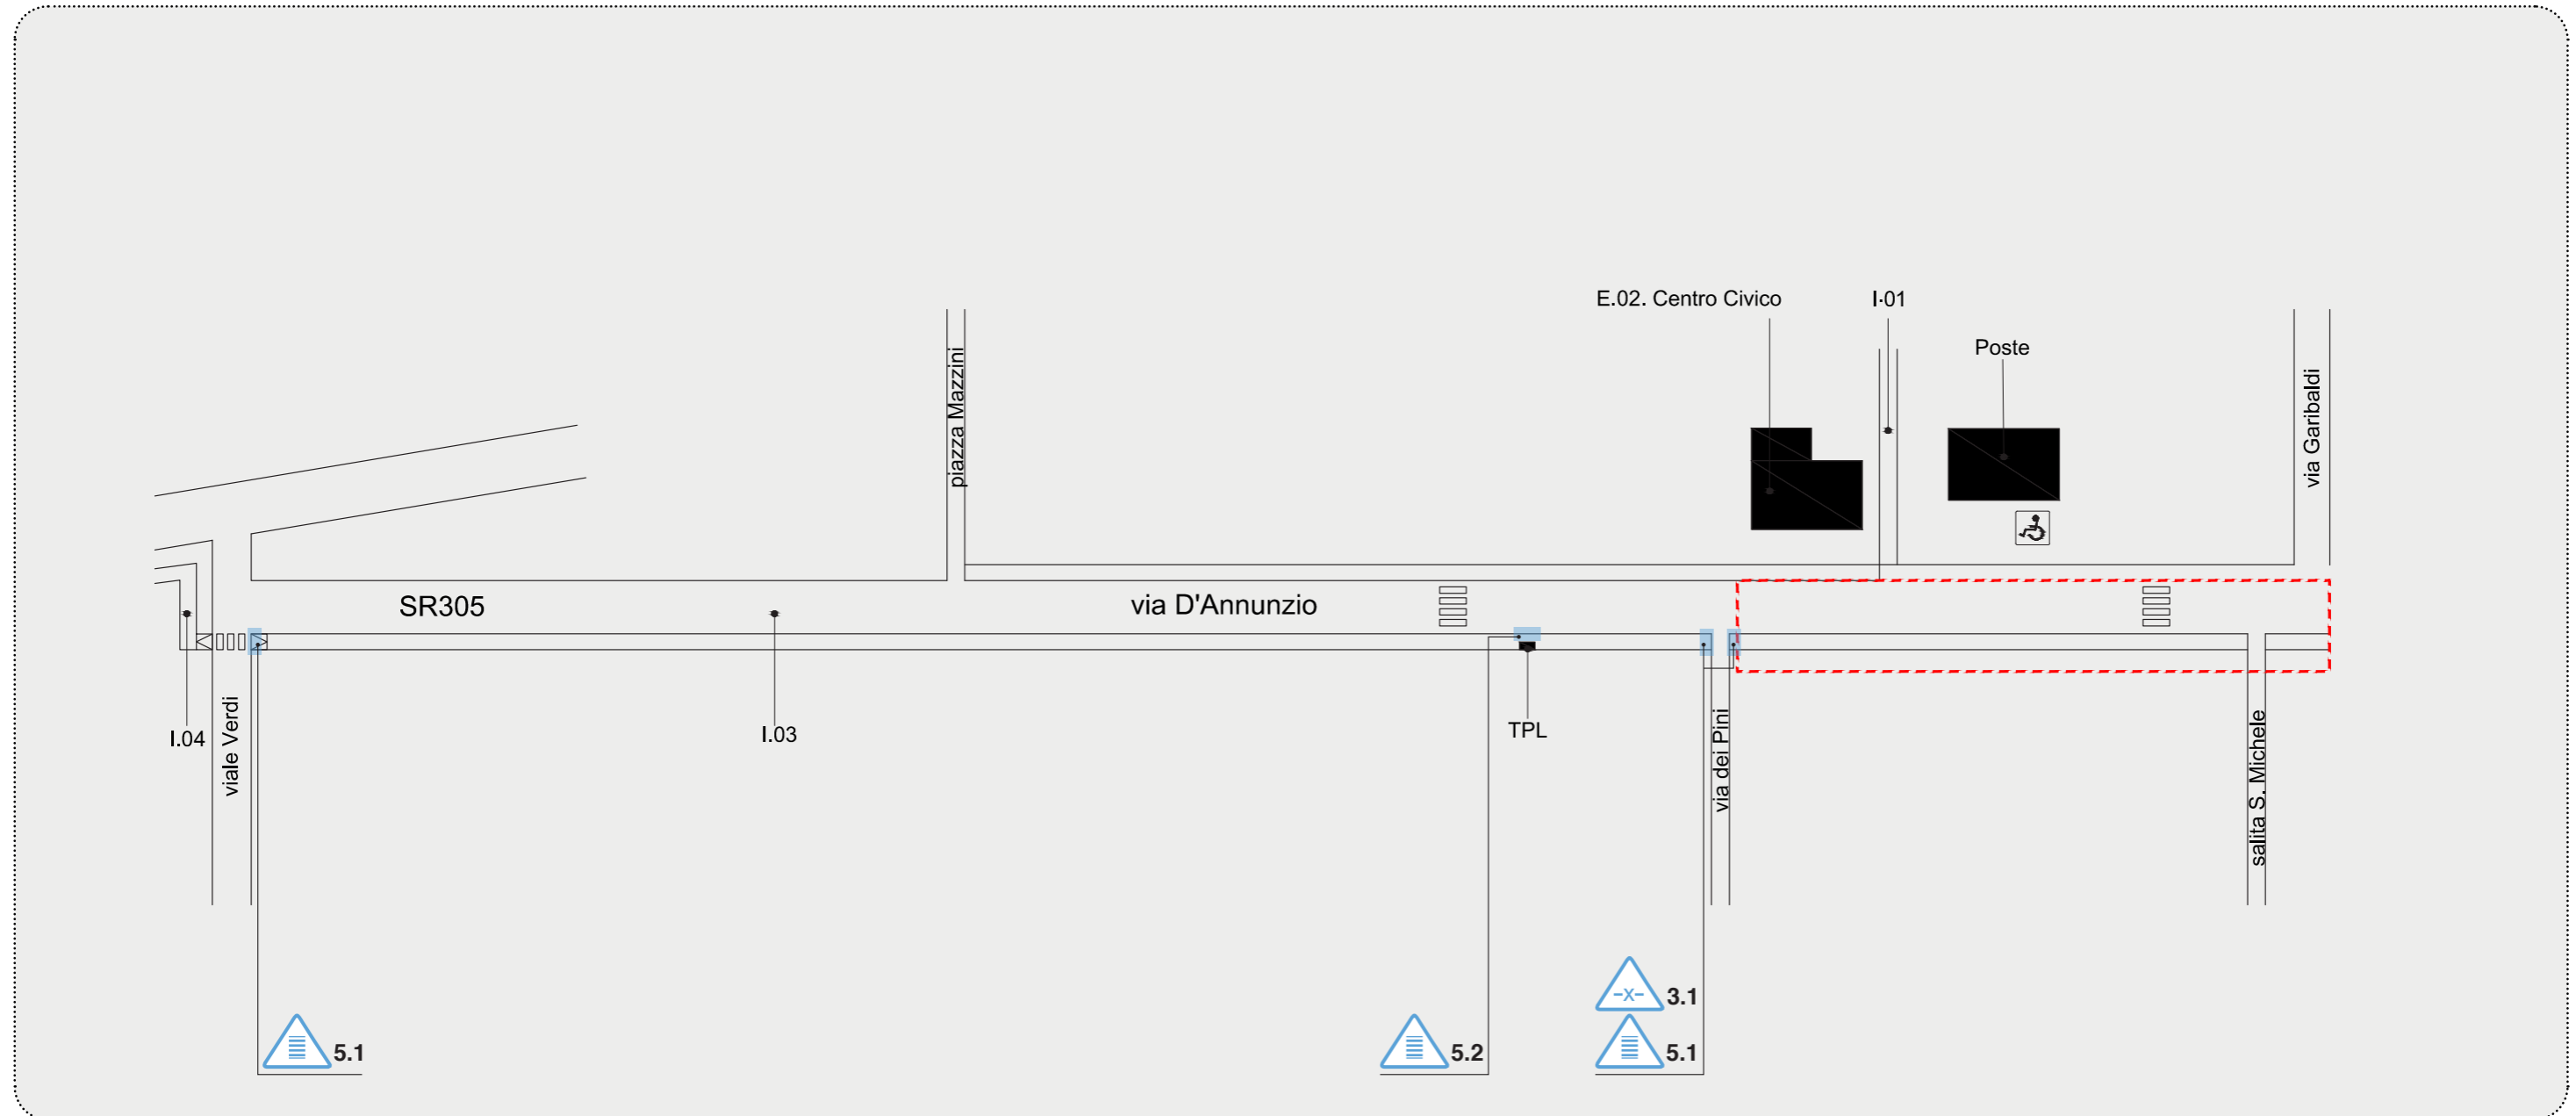 E.02. Centro Civico
I.01
Poste
piazza Mazzini
via Garibaldi
SR305
via D'Annunzio
I.04
viale Verdi
I.03
TPL
via dei Pini
salita S. Michele
-x- 3.1
5.1
5.2
5.1